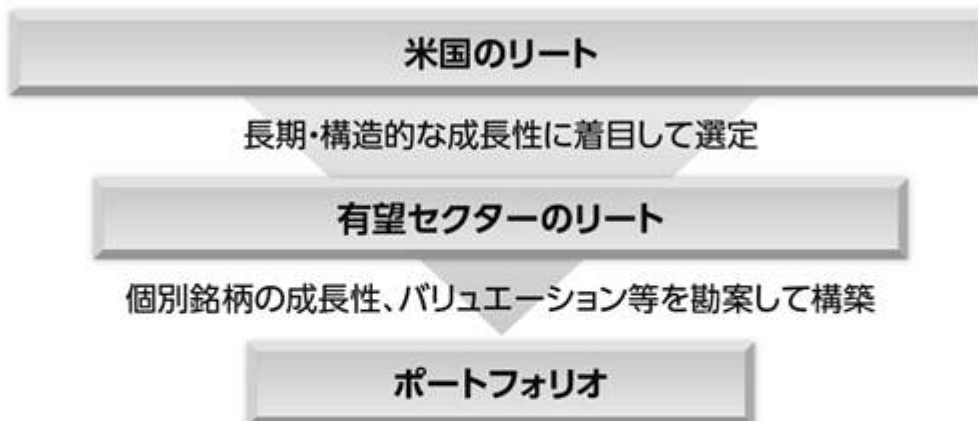 米国のリート
長期・構造的な成長性に着目して選定
有望セクターのリート
個別銘柄の成長性、バリュエーション等を勘案して構築
ポートフォリオ